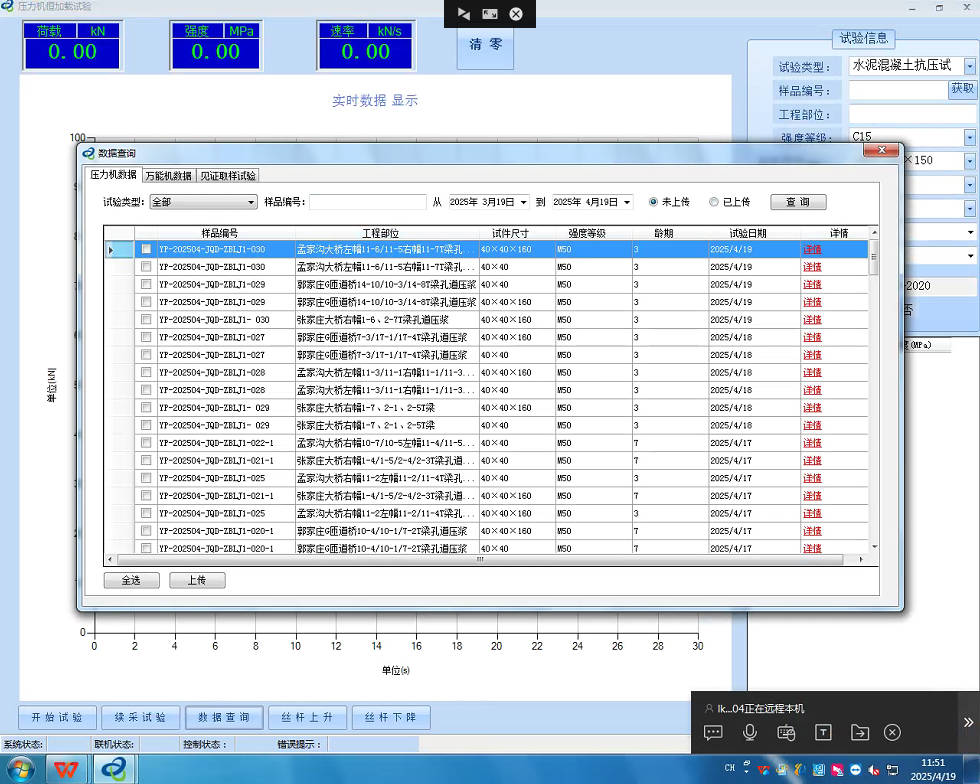 压力机恒加载试验
荷载 kN
0.00
强度 MPa
0.00
速率 kN/s
0.00
清 零
试验信息
试验类型： 水泥混凝土抗压试
样品编号： 获取
工程部位：
强度等级： C15
×150
-2020
否
度(MPa)
实时数据 显示
100
单位[kN]
0
0 2 4 6 8 10 12 14 16 18 20 22 24 26 28 30
单位(s)
数据查询
压力机数据 万能机数据 见证取样试验
试验类型： 全部 样品编号： 从 2025年 3月19日 到 2025年 4月19日 未上传 已上传 查 询
样品编号 工程部位 试件尺寸 强度等级 龄期 试验日期 详情
YP-202504-JQD-ZBLJ1-030 孟家沟大桥左幅11-6/11-5右幅11-7T梁孔... 40×40×160 M50 3 2025/4/19 详情
YP-202504-JQD-ZBLJ1-030 孟家沟大桥左幅11-6/11-5右幅11-7T梁孔... 40×40 M50 3 2025/4/19 详情
YP-202504-JQD-ZBLJ1-029 郭家庄G匝道桥14-10/10-3/14-8T梁孔道压浆 40×40 M50 3 2025/4/19 详情
YP-202504-JQD-ZBLJ1-029 郭家庄G匝道桥14-10/10-3/14-8T梁孔道压浆 40×40×160 M50 3 2025/4/19 详情
YP-202504-JQD-ZBLJ1- 030 张家庄大桥右幅1-6、2-7T梁孔道压浆 40×40×160 M50 3 2025/4/19 详情
YP-202504-JQD-ZBLJ1-027 郭家庄G匝道桥7-3/17-1/17-4T梁孔道压浆 40×40×160 M50 3 2025/4/18 详情
YP-202504-JQD-ZBLJ1-027 郭家庄G匝道桥7-3/17-1/17-4T梁孔道压浆 40×40 M50 3 2025/4/18 详情
YP-202504-JQD-ZBLJ1-028 孟家沟大桥左幅11-3/11-1右幅11-1/11-3... 40×40×160 M50 3 2025/4/18 详情
YP-202504-JQD-ZBLJ1-028 孟家沟大桥左幅11-3/11-1右幅11-1/11-3... 40×40 M50 3 2025/4/18 详情
YP-202504-JQD-ZBLJ1- 029 张家庄大桥右幅1-7、2-1、2-5T梁 40×40×160 M50 3 2025/4/18 详情
YP-202504-JQD-ZBLJ1- 029 张家庄大桥右幅1-7、2-1、2-5T梁 40×40 M50 3 2025/4/18 详情
YP-202504-JQD-ZBLJ1-022-1 孟家沟大桥右幅10-7/10-5左幅11-4/11-5... 40×40 M50 7 2025/4/17 详情
YP-202504-JQD-ZBLJ1-021-1 张家庄大桥右幅1-4/1-5/2-4/2-3T梁孔道... 40×40 M50 7 2025/4/17 详情
YP-202504-JQD-ZBLJ1-025 孟家沟大桥右幅11-2左幅11-2/11-4T梁孔... 40×40 M50 3 2025/4/17 详情
YP-202504-JQD-ZBLJ1-021-1 张家庄大桥右幅1-4/1-5/2-4/2-3T梁孔道... 40×40×160 M50 7 2025/4/17 详情
YP-202504-JQD-ZBLJ1-025 孟家沟大桥右幅11-2左幅11-2/11-4T梁孔... 40×40×160 M50 3 2025/4/17 详情
YP-202504-JQD-ZBLJ1-020-1 郭家庄G匝道桥10-4/10-1/7-2T梁孔道压浆 40×40×160 M50 7 2025/4/17 详情
YP-202504-JQD-ZBLJ1-020-1 郭家庄G匝道桥10-4/10-1/7-2T梁孔道压浆 40×40 M50 7 2025/4/17 详情
全选 上传
开 始 试 验 续 采 试 验 数 据 查 询 丝 杆 上 升 丝 杆 下 降
系统状态: 联机状态: 控制状态： 错误提示：
lk...04正在远程本机
CH
11:51
2025/4/19